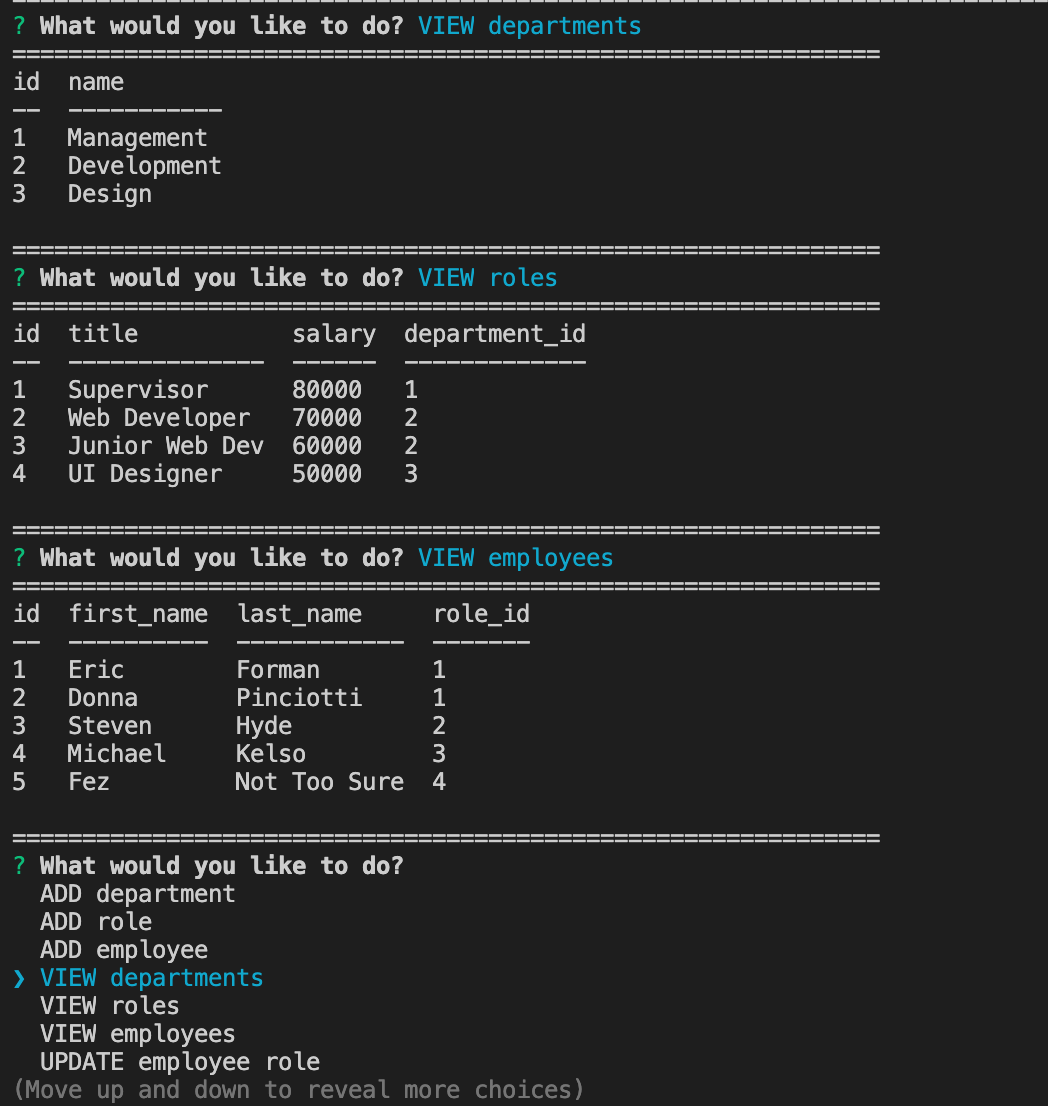 ? What would you like to do? VIEW departments
==============================================================
id  name
--  -----------
1   Management
2   Development
3   Design
==============================================================
? What would you like to do? VIEW roles
==============================================================
id  title           salary  department_id
--  --------------  ------  -------------
1   Supervisor      80000   1
2   Web Developer   70000   2
3   Junior Web Dev  60000   2
4   UI Designer     50000   3
==============================================================
? What would you like to do? VIEW employees
==============================================================
id  first_name  last_name     role_id
--  ----------  ------------  -------
1   Eric        Forman        1
2   Donna       Pinciotti     1
3   Steven      Hyde          2
4   Michael     Kelso         3
5   Fez         Not Too Sure  4
==============================================================
? What would you like to do?
  ADD department
  ADD role
  ADD employee
❯ VIEW departments
  VIEW roles
  VIEW employees
  UPDATE employee role
(Move up and down to reveal more choices)